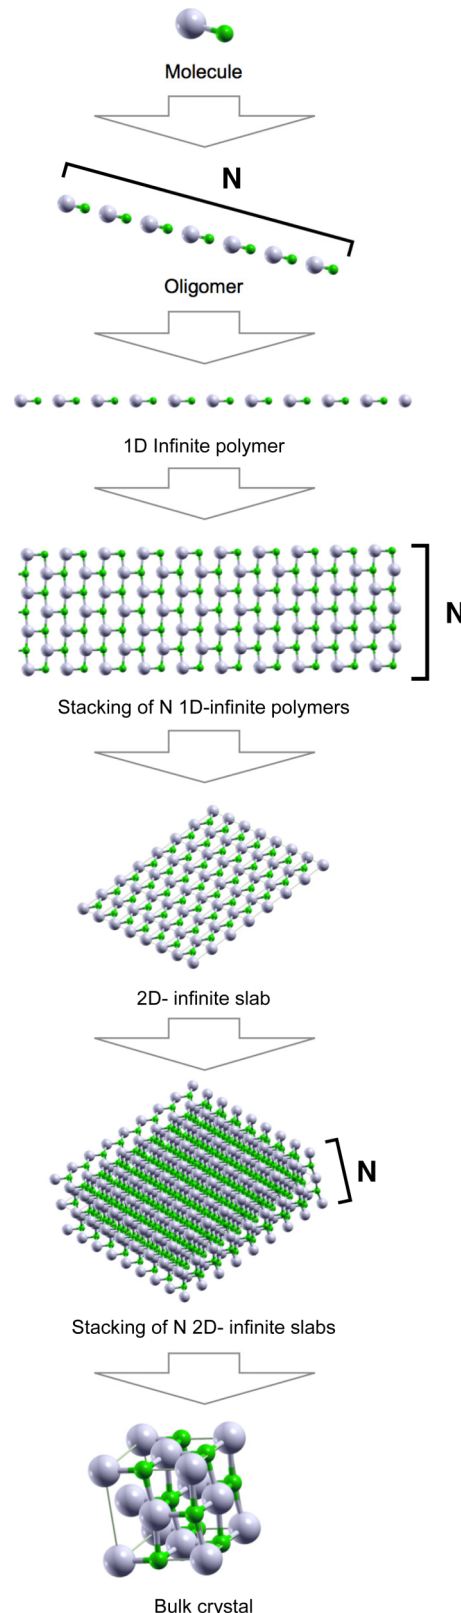 Molecule
N
Oligomer
1D Infinite polymer
N
Stacking of N 1D-infinite polymers
2D- infinite slab
N
Stacking of N 2D- infinite slabs
Bulk crystal